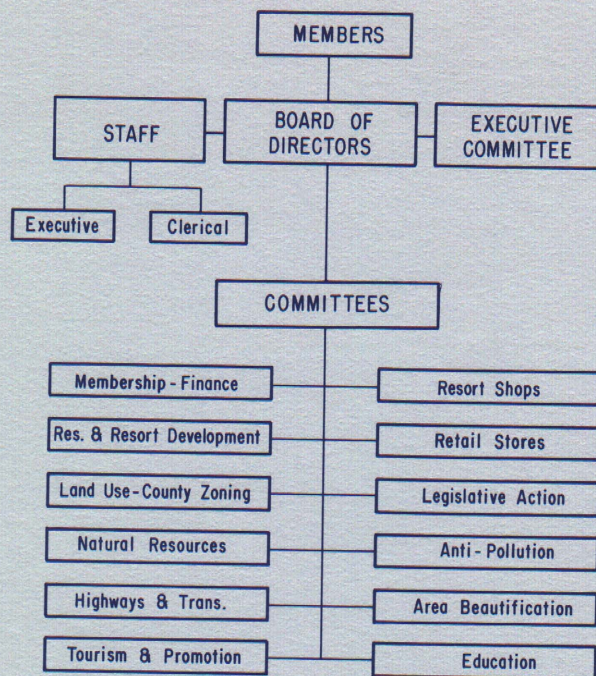 MEMBERS
STAFF
BOARD OF
DIRECTORS
EXECUTIVE
COMMITTEE
Executive
Clerical
COMMITTEES
Membership - Finance
Resort Shops
Res. & Resort Development
Retail Stores
Land Use - County Zoning
Legislative Action
Natural Resources
Anti - Pollution
Highways & Trans.
Area Beautification
Tourism & Promotion
Education